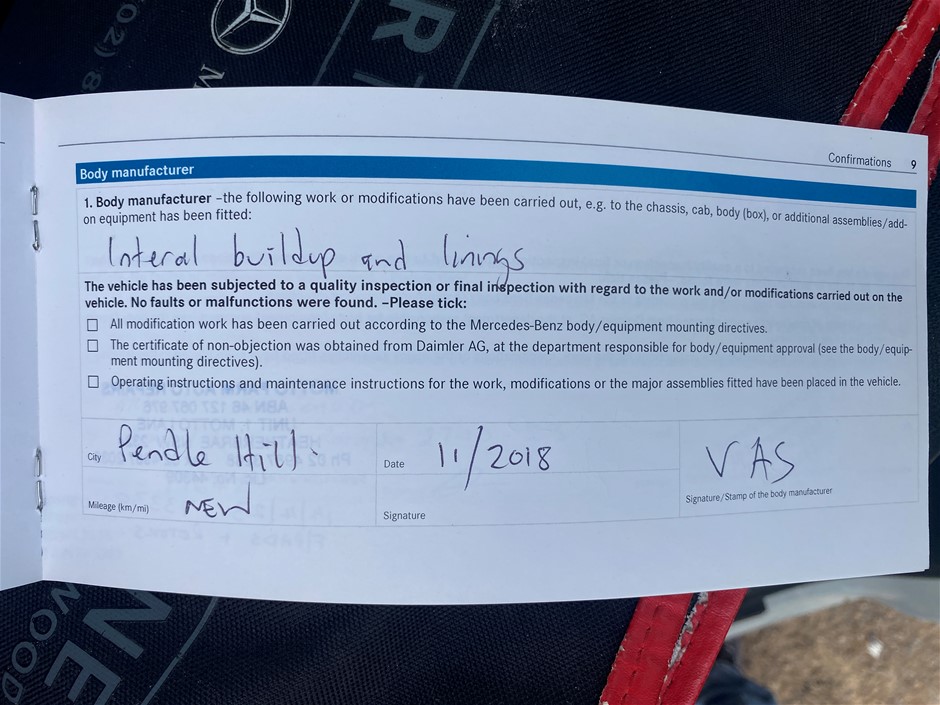 02) 8
M
RT
Confirmations 9
Body manufacturer
1. Body manufacturer –the following work or modifications have been carried out, e.g. to the chassis, cab, body (box), or additional assemblies/add-
on equipment has been fitted:
Interal buildup and linings
The vehicle has been subjected to a quality inspection or final inspection with regard to the work and/or modifications carried out on the
vehicle. No faults or malfunctions were found. –Please tick:
All modification work has been carried out according to the Mercedes-Benz body/equipment mounting directives.
The certificate of non-objection was obtained from Daimler AG, at the department responsible for body/equipment approval (see the body/equip-
ment mounting directives).
Operating instructions and maintenance instructions for the work, modifications or the major assemblies fitted have been placed in the vehicle.
City Pendle Hill
Date 11/2018
VAS
Signature/Stamp of the body manufacturer
Mileage (km/mi) NEW
Signature
NE
WOOD